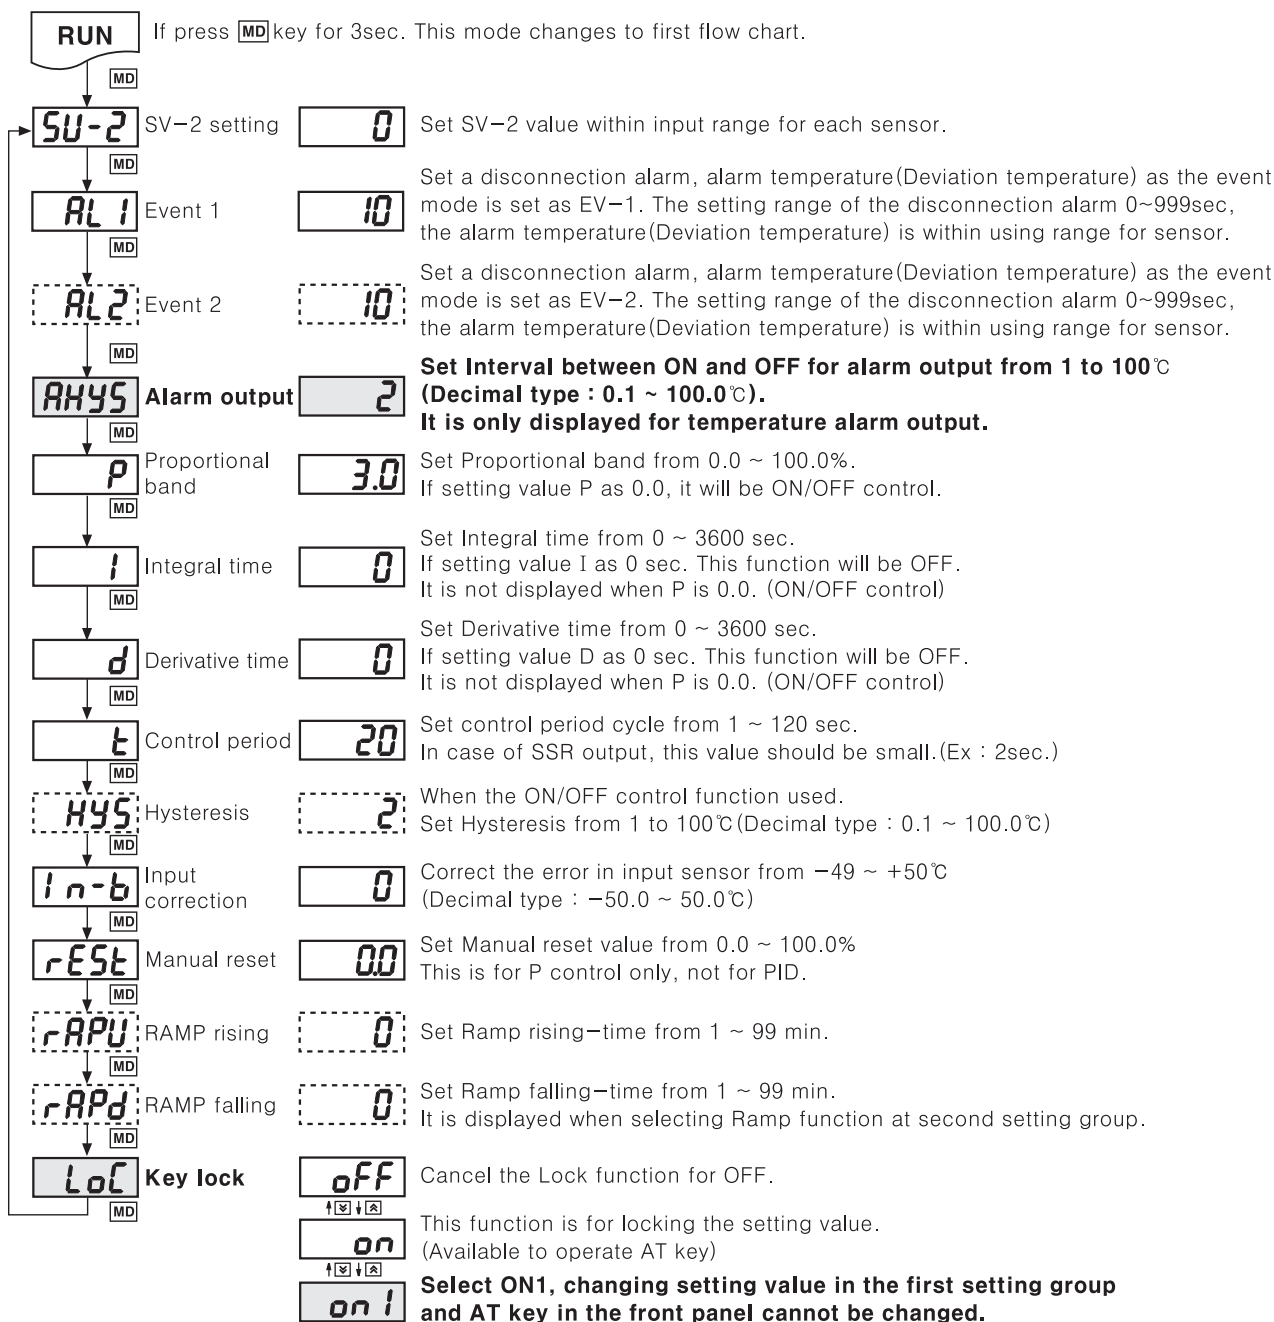 RUN If press MD key for 3sec. This mode changes to first flow chart.
MD
SU-2 SV−2 setting 0 Set SV−2 value within input range for each sensor.
MD
AL1 Event 1 10 Set a disconnection alarm, alarm temperature(Deviation temperature) as the event
mode is set as EV−1. The setting range of the disconnection alarm 0~999sec,
the alarm temperature(Deviation temperature) is within using range for sensor.
MD
AL2 Event 2 10 Set a disconnection alarm, alarm temperature(Deviation temperature) as the event
mode is set as EV−2. The setting range of the disconnection alarm 0~999sec,
the alarm temperature(Deviation temperature) is within using range for sensor.
MD
AHYS Alarm output 2 Set Interval between ON and OFF for alarm output from 1 to 100℃
(Decimal type : 0.1 ~ 100.0℃).
It is only displayed for temperature alarm output.
MD
P Proportional band 3.0 Set Proportional band from 0.0 ~ 100.0%.
If setting value P as 0.0, it will be ON/OFF control.
MD
I Integral time 0 Set Integral time from 0 ~ 3600 sec.
If setting value I as 0 sec. This function will be OFF.
It is not displayed when P is 0.0. (ON/OFF control)
MD
d Derivative time 0 Set Derivative time from 0 ~ 3600 sec.
If setting value D as 0 sec. This function will be OFF.
It is not displayed when P is 0.0. (ON/OFF control)
MD
t Control period 20 Set control period cycle from 1 ~ 120 sec.
In case of SSR output, this value should be small.(Ex : 2sec.)
MD
HYS Hysteresis 2 When the ON/OFF control function used.
Set Hysteresis from 1 to 100℃(Decimal type : 0.1 ~ 100.0℃)
MD
In-b Input correction 0 Correct the error in input sensor from −49 ~ +50℃
(Decimal type : −50.0 ~ 50.0℃)
MD
rESt Manual reset 0.0 Set Manual reset value from 0.0 ~ 100.0%
This is for P control only, not for PID.
MD
rAPU RAMP rising 0 Set Ramp rising−time from 1 ~ 99 min.
MD
rAPd RAMP falling 0 Set Ramp falling−time from 1 ~ 99 min.
It is displayed when selecting Ramp function at second setting group.
MD
LoC Key lock oFF Cancel the Lock function for OFF.
MD
on This function is for locking the setting value.
(Available to operate AT key)
on1 Select ON1, changing setting value in the first setting group
and AT key in the front panel cannot be changed.